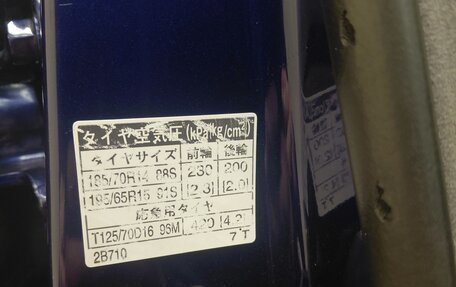 タイヤ空気圧(kPa{kg/cm²})
タイヤサイズ 前輪 後輪
195/70R14 230 200
195/65R15 91S [2.3] [2.0]
応急用タイヤ
T125/70D16 96M 420 [4.2]
2B710 7T